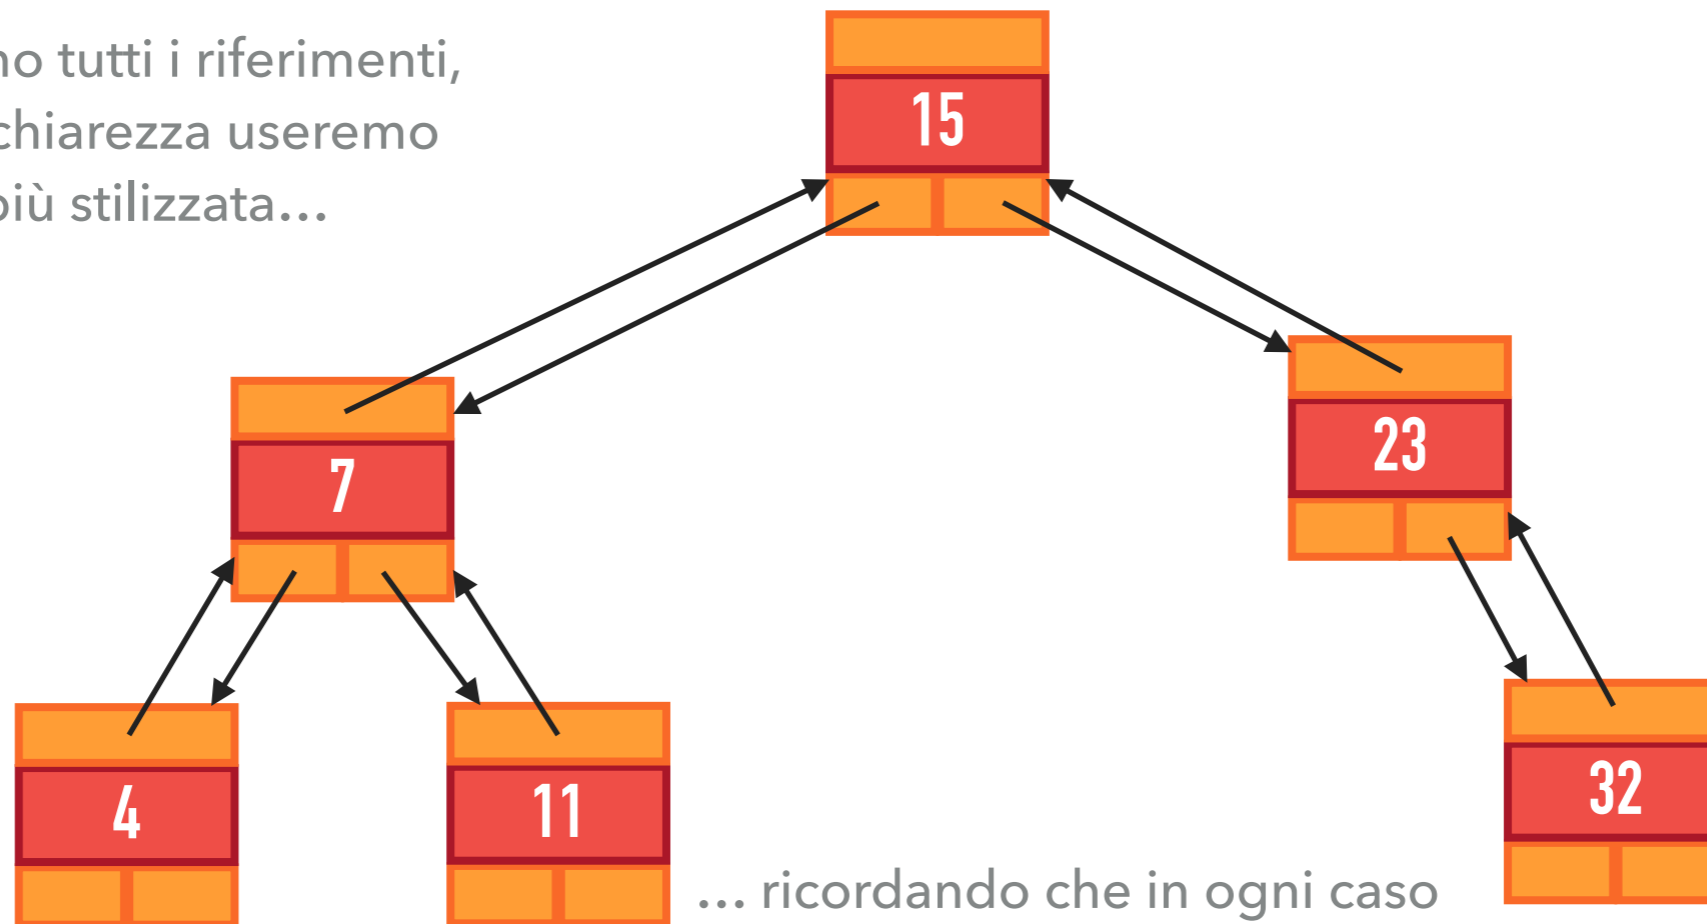 no tutti i riferimenti,
chiarezza useremo
più stilizzata...
15
7
23
4
11
32
... ricordando che in ogni caso